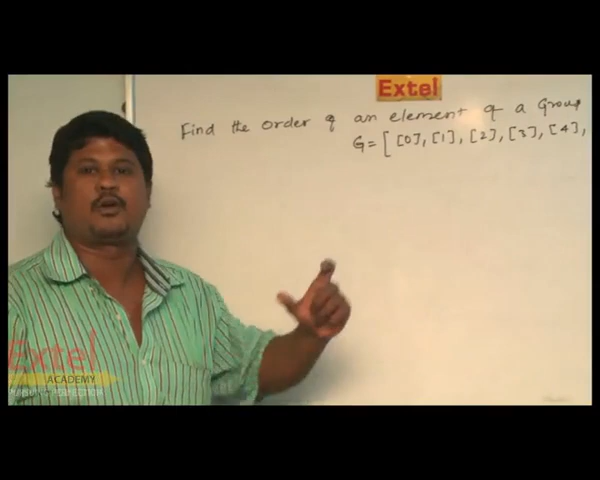 Extel
Find the order of an element of a Group
G = [ [0], [1], [2], [3], [4],
Extel
ACADEMY